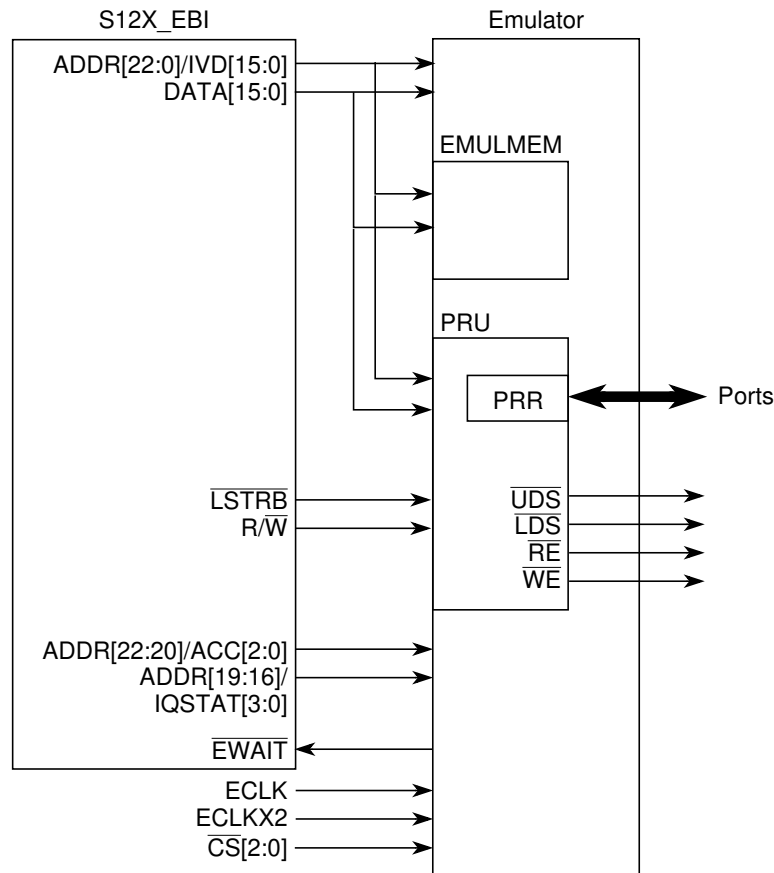 S12X_EBI
Emulator
ADDR[22:0]/IVD[15:0]
DATA[15:0]
EMULMEM
PRU
PRR
Ports
LSTRB
R/W
UDS
LDS
RE
WE
ADDR[22:20]/ACC[2:0]
ADDR[19:16]/
IQSTAT[3:0]
EWAIT
ECLK
ECLKX2
CS[2:0]